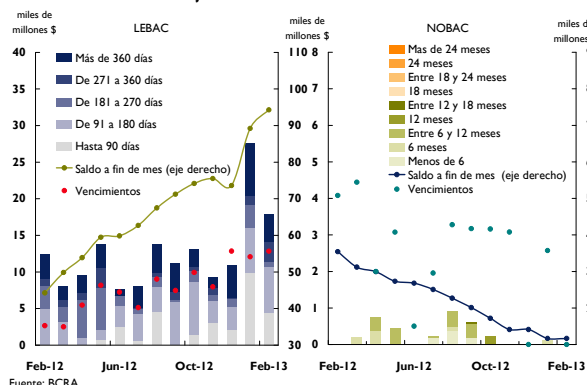 miles de
millones $
LEBAC
miles de
millones $
NOBAC
miles de
millones $
40
35
30
25
20
15
10
5
0
Más de 360 días
De 271 a 360 días
De 181 a 270 días
De 91 a 180 días
Hasta 90 días
Saldo a fin de mes (eje derecho)
Vencimientos
110
100
90
80
70
60
50
40
30
Feb-12
Jun-12
Oct-12
Feb-13
8
7
6
5
4
3
2
1
0
Mas de 24 meses
24 meses
Entre 18 y 24 meses
18 meses
Entre 12 y 18 meses
12 meses
Entre 6 y 12 meses
6 meses
Menos de 6
Saldo a fin de mes (eje derecho)
Vencimientos
Feb-12
Jun-12
Oct-12
Feb-13
Fuente: BCRA